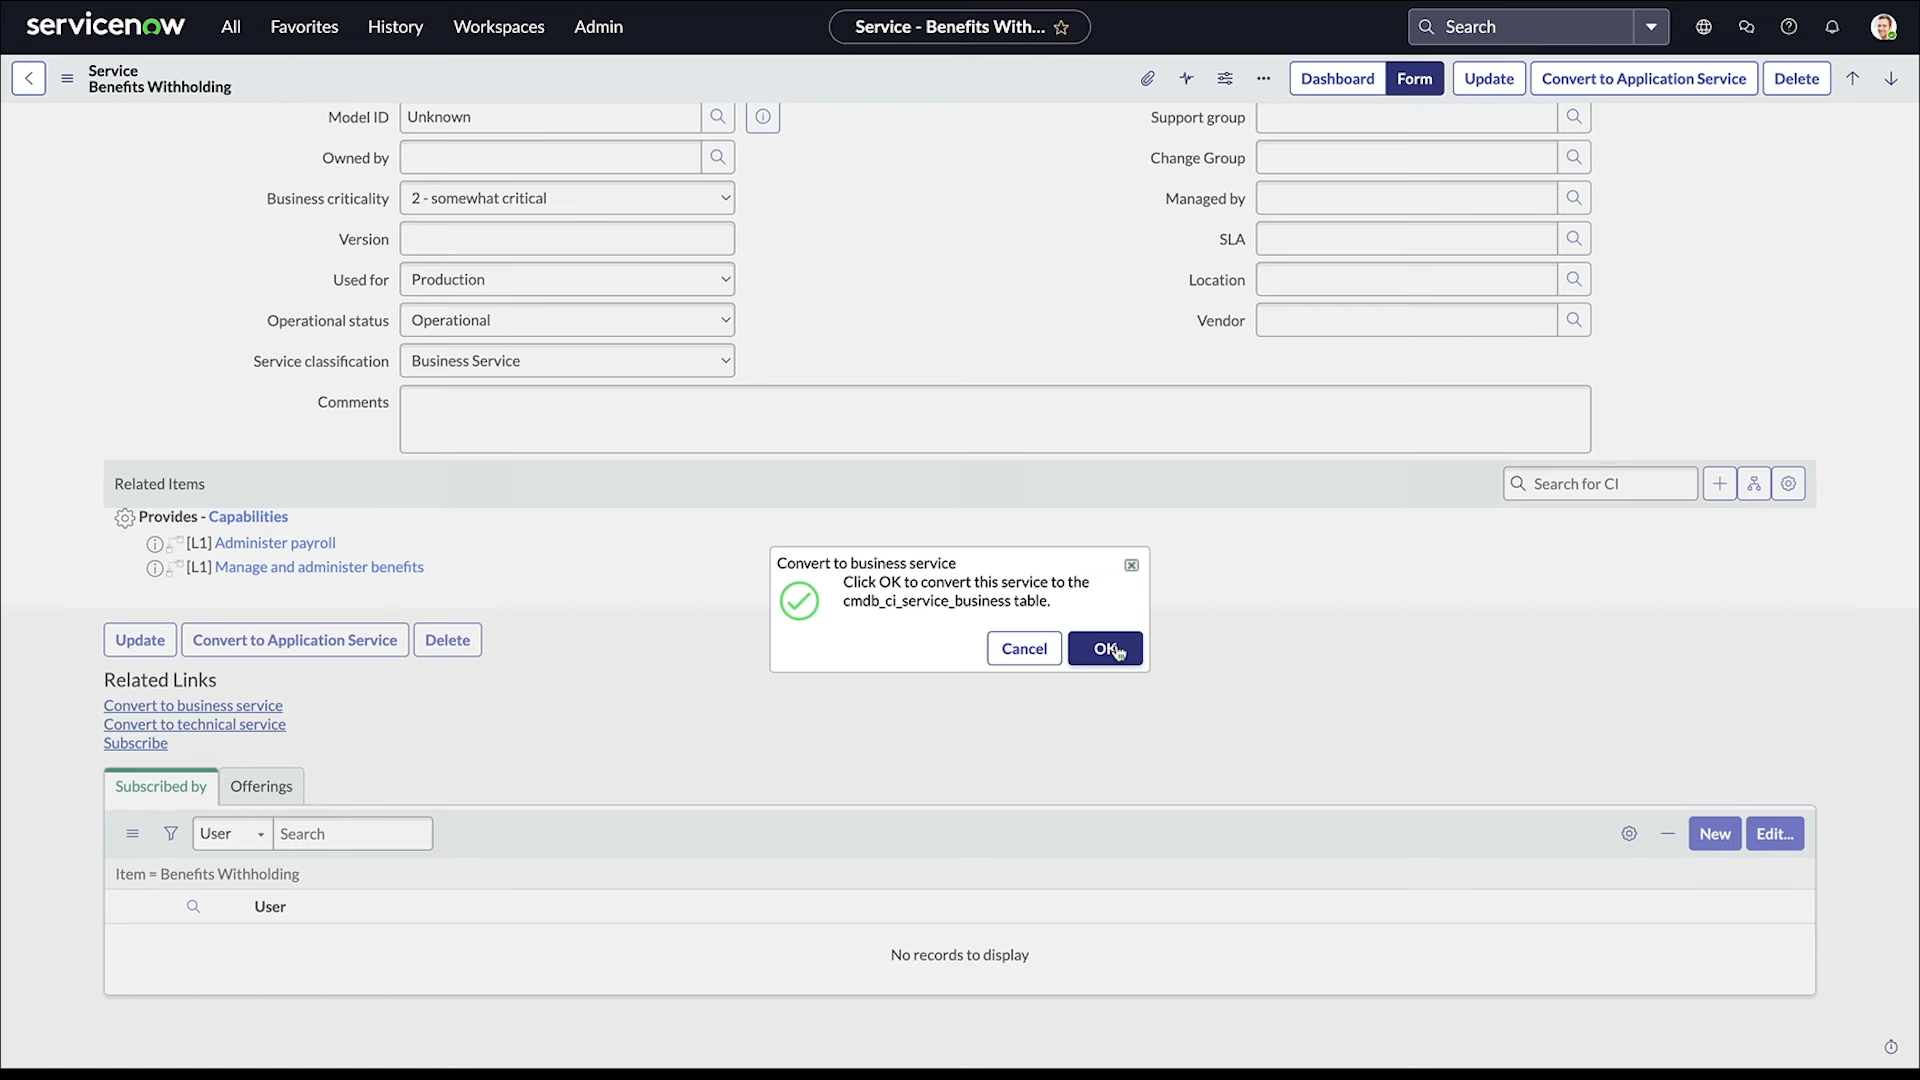 servicenow All Favorites History Workspaces Admin Service - Benefits With... Search
Service
Benefits Withholding
Dashboard Form Update Convert to Application Service Delete
Model ID Unknown Support group
Owned by Change Group
Business criticality 2 - somewhat critical Managed by
Version SLA
Used for Production Location
Operational status Operational Vendor
Service classification Business Service
Comments
Related Items Search for CI
Provides - Capabilities
[L1] Administer payroll
[L1] Manage and administer benefits
Convert to business service
Click OK to convert this service to the
cmdb_ci_service_business table.
Cancel OK
Update Convert to Application Service Delete
Related Links
Convert to business service
Convert to technical service
Subscribe
Subscribed by Offerings
User Search New Edit...
Item = Benefits Withholding
User
No records to display